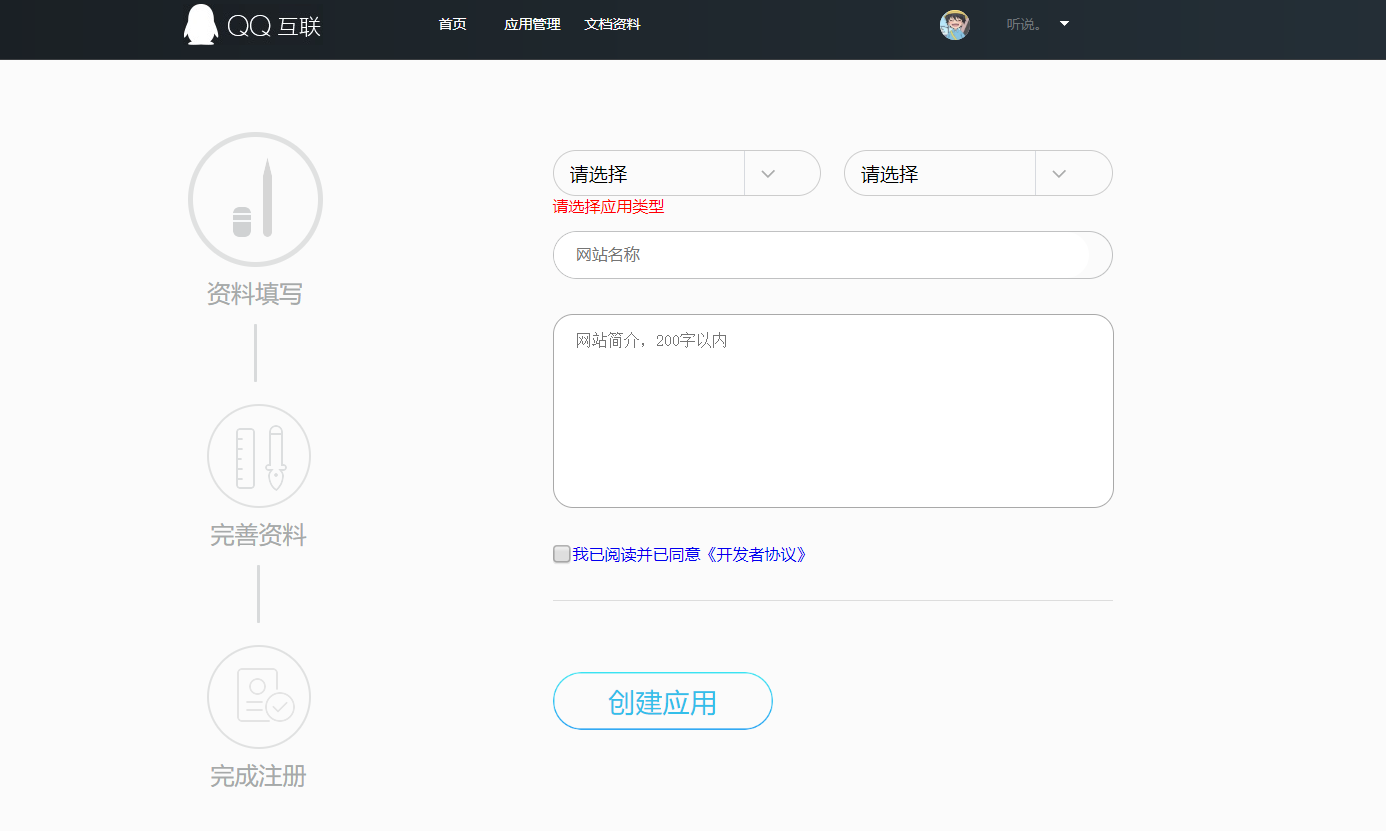 QQ 互联
首页 应用管理 文档资料
听说。
请选择 请选择
请选择应用类型
网站名称
网站简介，200字以内
我已阅读并已同意《开发者协议》
创建应用
资料填写
完善资料
完成注册